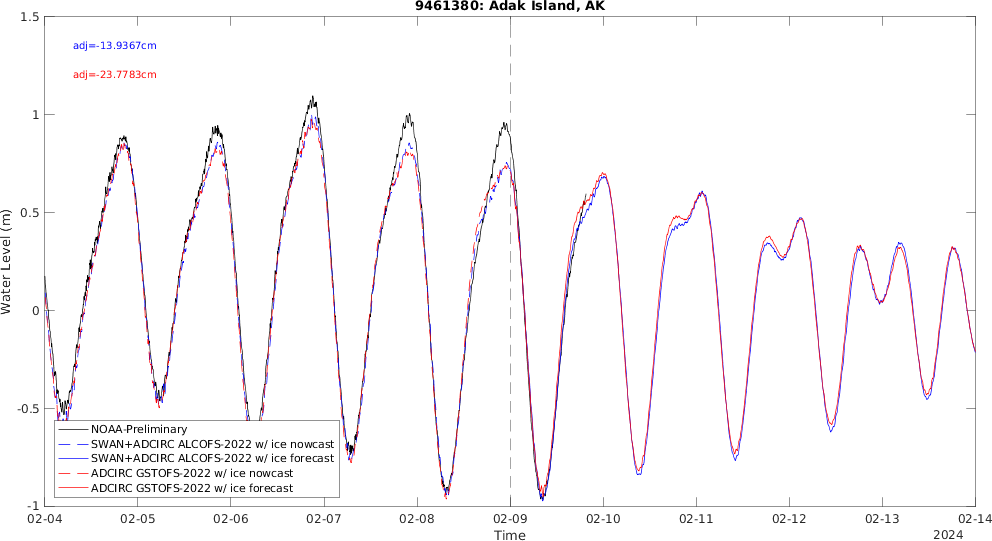 9461380: Adak Island, AK
1.5
adj=-13.9367cm
adj=-23.7783cm
1
0.5
0
-0.5
-1
Water Level (m)
NOAA-Preliminary
SWAN+ADCIRC ALCOFS-2022 w/ ice nowcast
SWAN+ADCIRC ALCOFS-2022 w/ ice forecast
ADCIRC GSTOFS-2022 w/ ice nowcast
ADCIRC GSTOFS-2022 w/ ice forecast
02-04 02-05 02-06 02-07 02-08 02-09 02-10 02-11 02-12 02-13 02-14
Time
2024